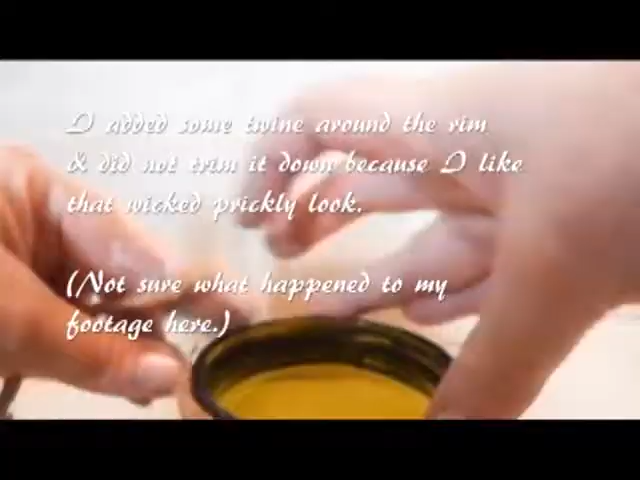 I added some twine around the rim
& did not trim it down because I like
that wicked prickly look.
(Not sure what happened to my
footage here.)